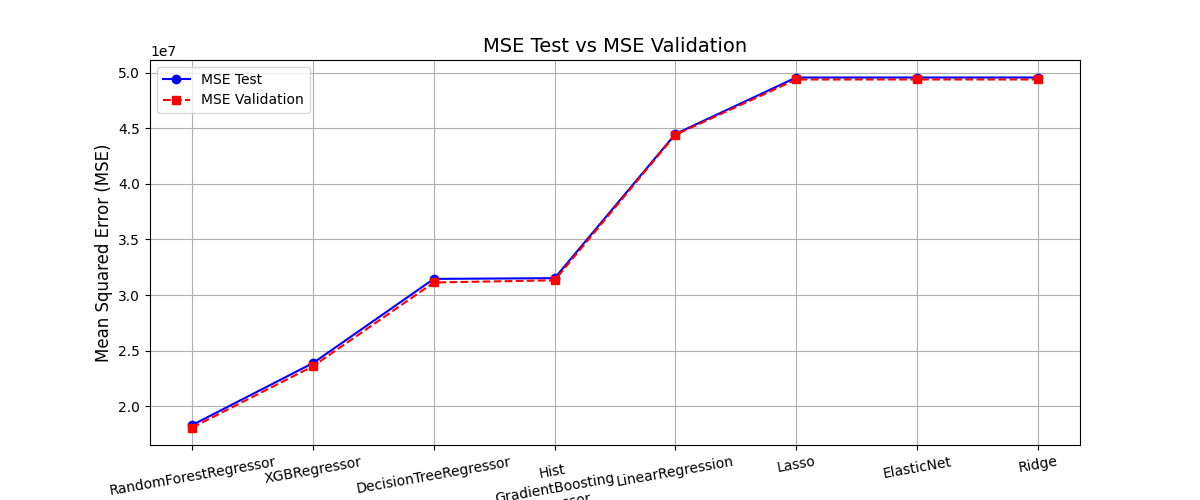 MSE Test vs MSE Validation
1e7
MSE Test
MSE Validation
Mean Squared Error (MSE)
5.0
4.5
4.0
3.5
3.0
2.5
2.0
RandomForestRegressor
XGBRegressor
DecisionTreeRegressor
Hist
GradientBoosting
LinearRegression
Lasso
ElasticNet
Ridge